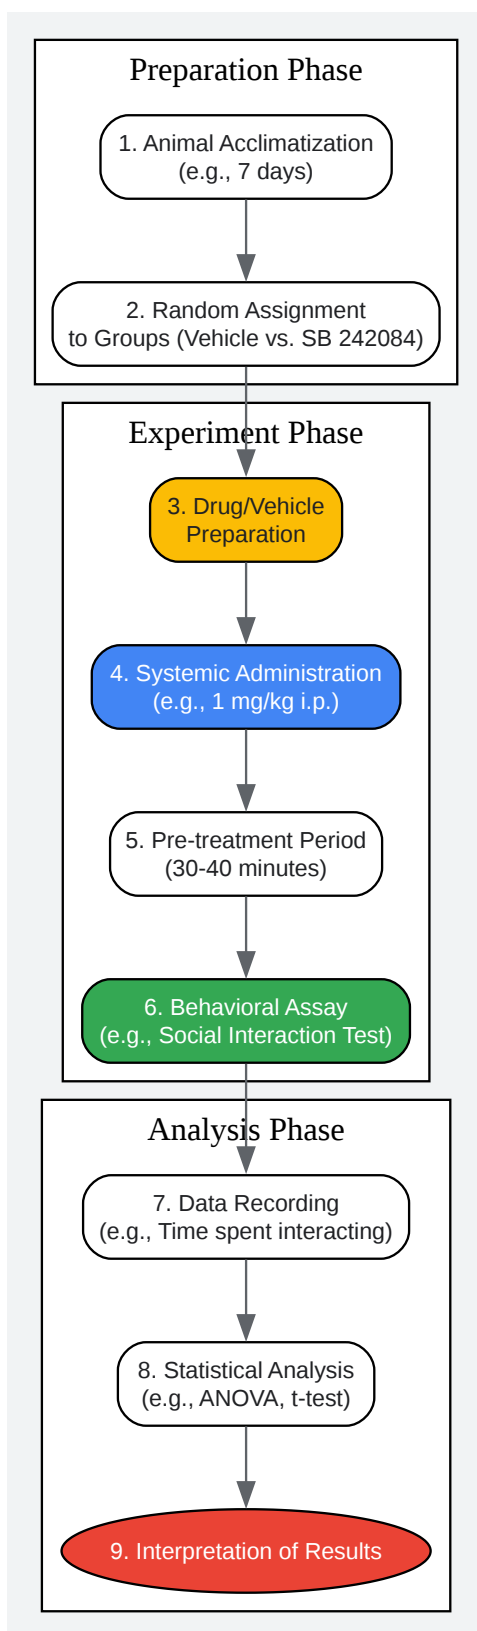 Preparation Phase
1. Animal Acclimatization
(e.g., 7 days)
2. Random Assignment
to Groups (Vehicle vs. SB 242084)
Experiment Phase
3. Drug/Vehicle
Preparation
4. Systemic Administration
(e.g., 1 mg/kg i.p.)
5. Pre-treatment Period
(30-40 minutes)
6. Behavioral Assay
(e.g., Social Interaction Test)
Analysis Phase
7. Data Recording
(e.g., Time spent interacting)
8. Statistical Analysis
(e.g., ANOVA, t-test)
9. Interpretation of Results